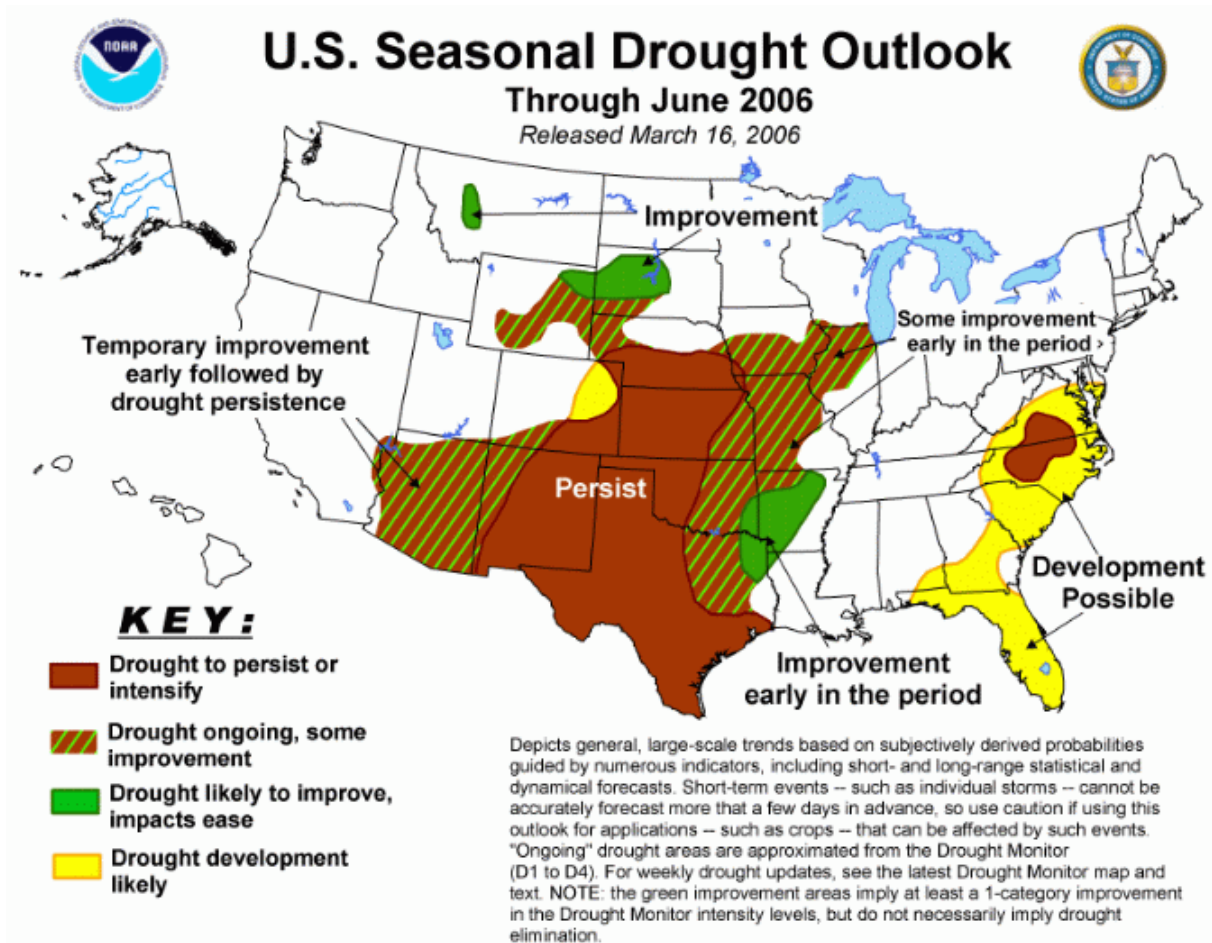 NOAA
U.S. Seasonal Drought Outlook
Through June 2006
Released March 16, 2006
Improvement
Some improvement
early in the period
Temporary improvement
early followed by
drought persistence
Persist
Development
Possible
Improvement
early in the period
KEY:
Drought to persist or
intensify
Drought ongoing, some
improvement
Drought likely to improve,
impacts ease
Drought development
likely
Depicts general, large-scale trends based on subjectively derived probabilities
guided by numerous indicators, including short- and long-range statistical and
dynamical forecasts. Short-term events -- such as individual storms -- cannot be
accurately forecast more that a few days in advance, so use caution if using this
outlook for applications -- such as crops -- that can be affected by such events.
"Ongoing" drought areas are approximated from the Drought Monitor
(D1 to D4). For weekly drought updates, see the latest Drought Monitor map and
text. NOTE: the green improvement areas imply at least a 1-category improvement
in the Drought Monitor intensity levels, but do not necessarily imply drought
elimination.